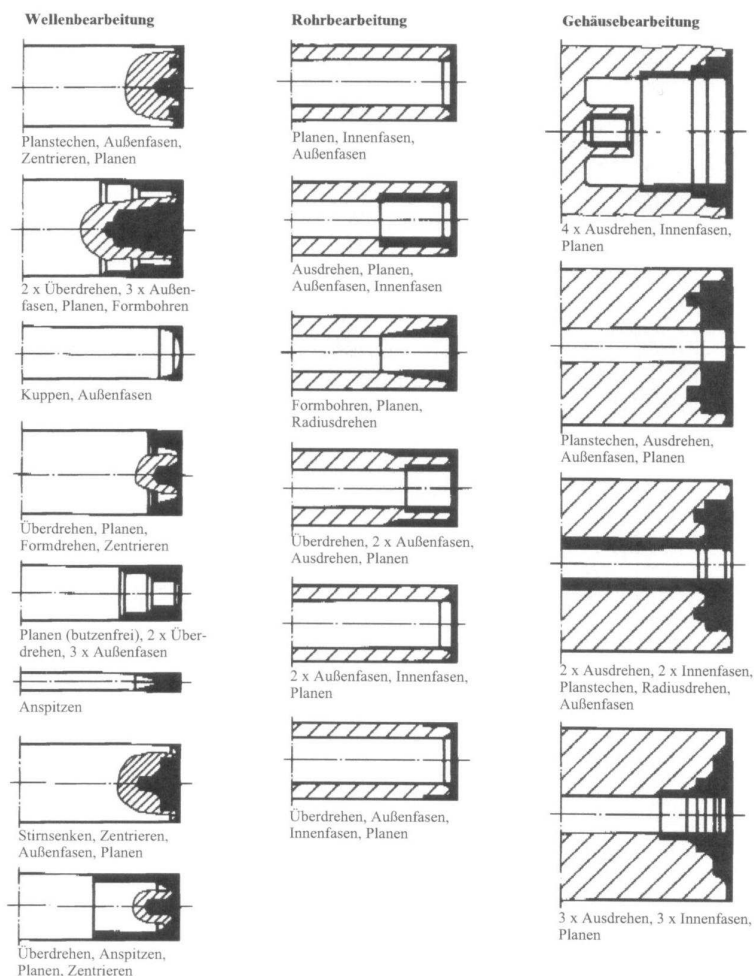 Wellenbearbeitung
Planstechen, Außenfasen,
Zentrieren, Planen
2 x Überdrehen, 3 x Außen-
fasen, Planen, Formbohren
Kuppen, Außenfasen
Überdrehen, Planen,
Formdrehen, Zentrieren
Planen (butzenfrei), 2 x Über-
drehen, 3 x Außenfasen
Anspitzen
Stirnsenken, Zentrieren,
Außenfasen, Planen
Überdrehen, Anspitzen,
Planen, Zentrieren
Rohrbearbeitung
Planen, Innenfasen,
Außenfasen
Ausdrehen, Planen,
Außenfasen, Innenfasen
Formbohren, Planen,
Radiusdrehen
Überdrehen, 2 x Außenfasen,
Ausdrehen, Planen
2 x Außenfasen, Innenfasen,
Planen
Überdrehen, Außenfasen,
Innenfasen, Planen
Gehäusebearbeitung
4 x Ausdrehen, Innenfasen,
Planen
Planstechen, Ausdrehen,
Außenfasen, Planen
2 x Ausdrehen, 2 x Innenfasen,
Planstechen, Radiusdrehen,
Außenfasen
3 x Ausdrehen, 3 x Innenfasen,
Planen